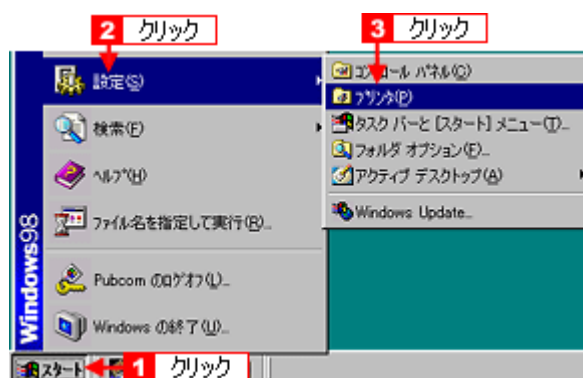 2 クリック
3 クリック
設定(S)
検索(F)
ヘルプ(H)
ファイル名を指定して実行(R)...
Pubcom のログオフ(L)...
Windows の終了(U)...
Windows98
コントロール パネル(C)
プリンタ(P)
タスク バーと [スタート] メニュー(T)...
フォルダ オプション(F)...
アクティブ デスクトップ(A)
Windows Update...
スタート
1 クリック